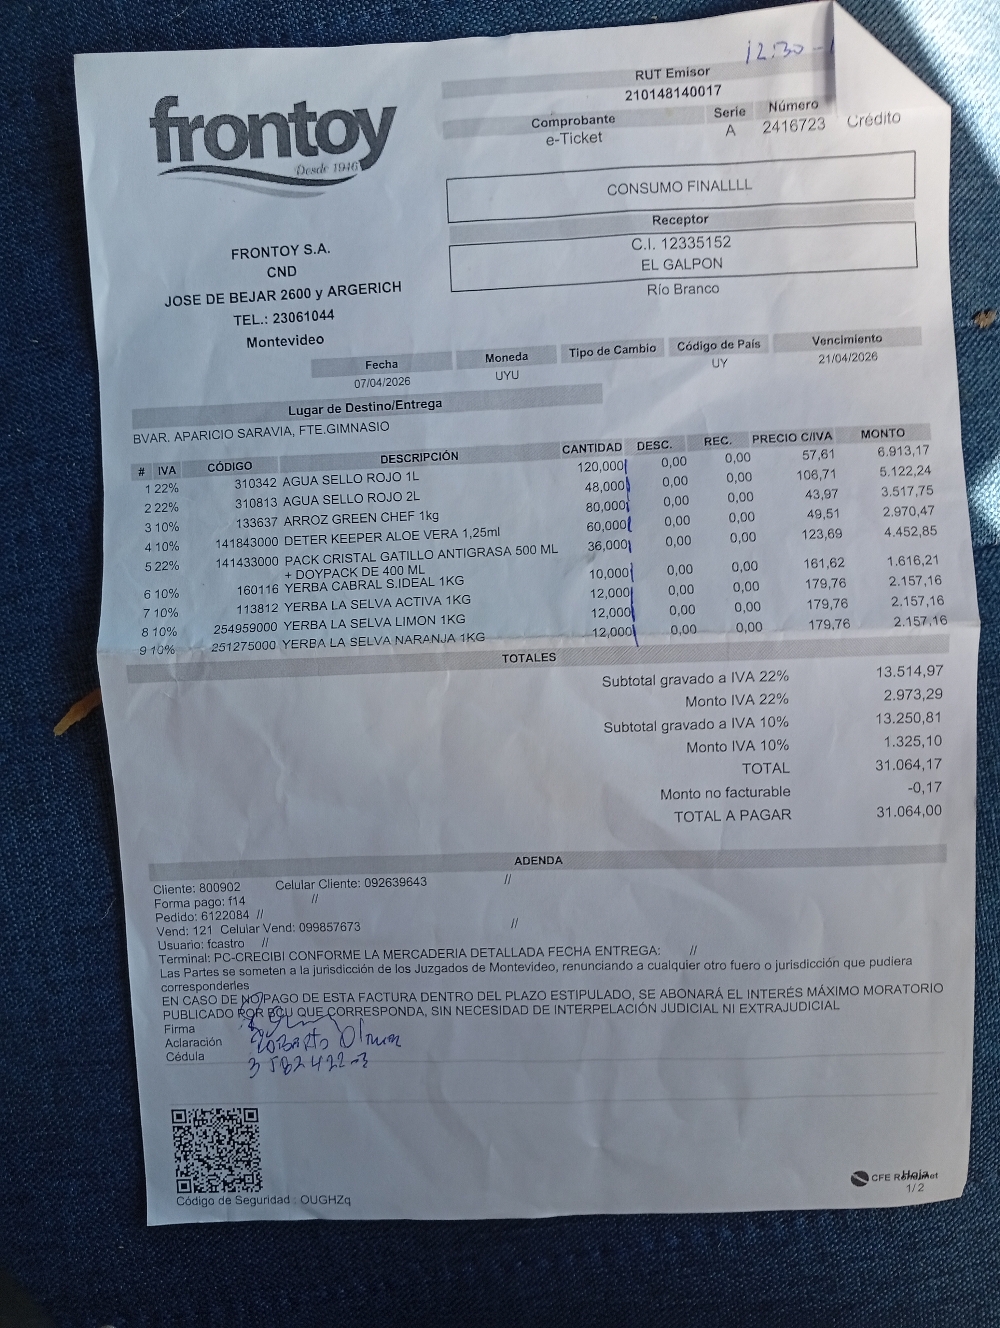 12:30
frontoy
Desde 1946
RUT Emisor
210148140017
Comprobante Serie Número
e-Ticket A 2416723 Crédito
CONSUMO FINALLLL
Receptor
C.I. 12335152
EL GALPON
Río Branco
FRONTOY S.A.
CND
JOSE DE BEJAR 2600 y ARGERICH
TEL.: 23061044
Montevideo
Fecha Moneda Tipo de Cambio Código de País Vencimiento
07/04/2026 UYU UY 21/04/2026
Lugar de Destino/Entrega
BVAR. APARICIO SARAVIA, FTE.GIMNASIO
# IVA CÓDIGO DESCRIPCIÓN CANTIDAD DESC. REC. PRECIO C/IVA MONTO
1 22% 310342 AGUA SELLO ROJO 1L 120,000 0,00 0,00 57,61 6.913,17
2 22% 310813 AGUA SELLO ROJO 2L 48,000 0,00 0,00 106,71 5.122,24
3 10% 133637 ARROZ GREEN CHEF 1kg 80,000 0,00 0,00 43,97 3.517,75
4 10% 141843000 DETER KEEPER ALOE VERA 1,25ml 60,000 0,00 0,00 49,51 2.970,47
5 22% 141433000 PACK CRISTAL GATILLO ANTIGRASA 500 ML 36,000 0,00 0,00 123,69 4.452,85
+ DOYPACK DE 400 ML
6 10% 160116 YERBA CABRAL S.IDEAL 1KG 10,000 0,00 0,00 161,62 1.616,21
7 10% 113812 YERBA LA SELVA ACTIVA 1KG 12,000 0,00 0,00 179,76 2.157,16
8 10% 254959000 YERBA LA SELVA LIMON 1KG 12,000 0,00 0,00 179,76 2.157,16
9 10% 251275000 YERBA LA SELVA NARANJA 1KG 12,000 0,00 0,00 179,76 2.157,16
TOTALES
Subtotal gravado a IVA 22% 13.514,97
Monto IVA 22% 2.973,29
Subtotal gravado a IVA 10% 13.250,81
Monto IVA 10% 1.325,10
TOTAL 31.064,17
Monto no facturable -0,17
TOTAL A PAGAR 31.064,00
ADENDA
Cliente: 800902 Celular Cliente: 092639643 //
Forma pago: f14 //
Pedido: 6122084 //
Vend: 121 Celular Vend: 099857673 //
Usuario: fcastro //
Terminal: PC-CRECIBI CONFORME LA MERCADERIA DETALLADA FECHA ENTREGA: //
Las Partes se someten a la jurisdicción de los Juzgados de Montevideo, renunciando a cualquier otro fuero o jurisdicción que pudiera
corresponderles
EN CASO DE NO PAGO DE ESTA FACTURA DENTRO DEL PLAZO ESTIPULADO, SE ABONARÁ EL INTERÉS MÁXIMO MORATORIO
PUBLICADO POR BCU QUE CORRESPONDA, SIN NECESIDAD DE INTERPELACIÓN JUDICIAL NI EXTRAJUDICIAL
Firma
Aclaración Roberto
Cédula 3582422-3
Código de Seguridad : OUGHZq
CFE
Hoja
1/2